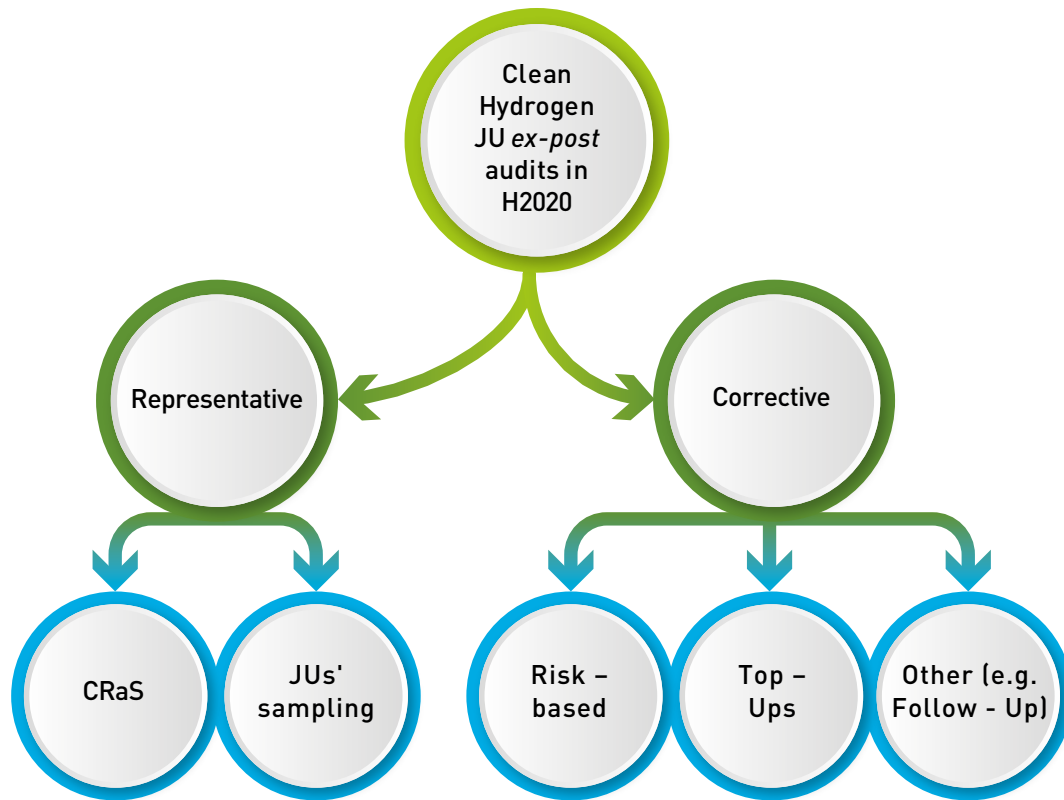 Clean
Hydrogen
JU ex-post
audits in
H2020
Representative
Corrective
CRaS
JUs'
sampling
Risk –
based
Top –
Ups
Other (e.g.
Follow - Up)